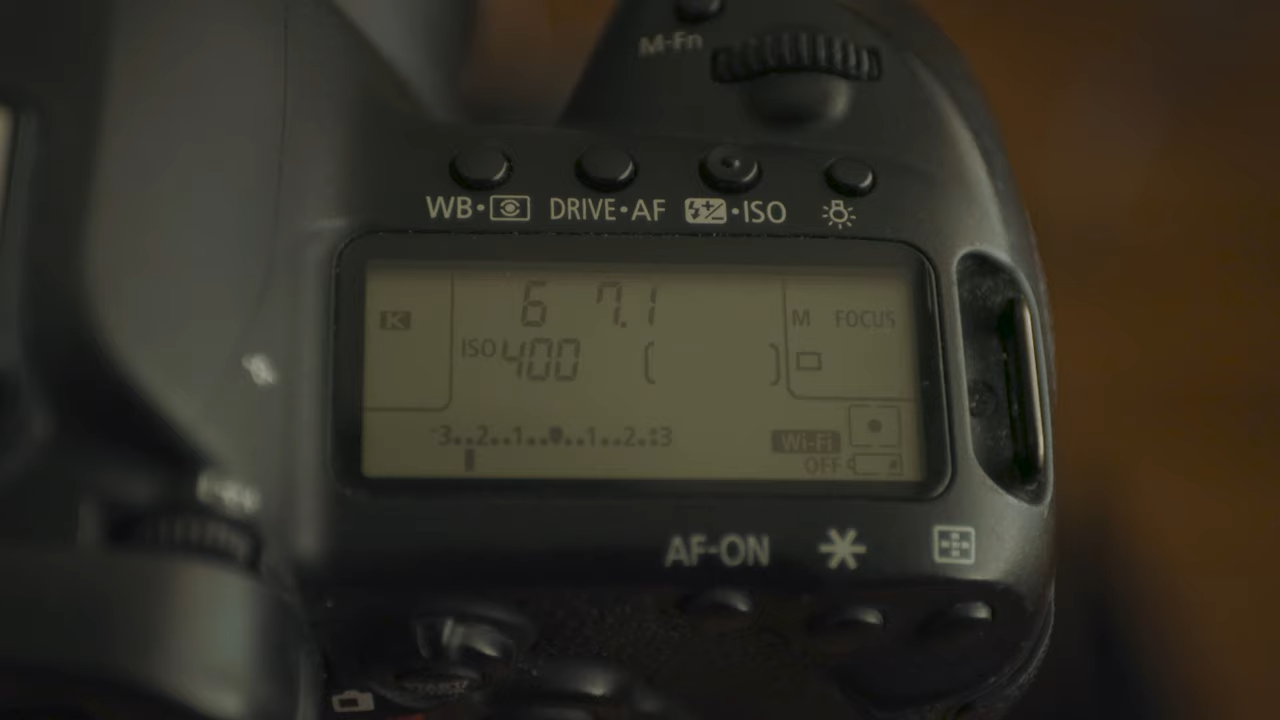 M-Fn
WB • DRIVE • AF • ISO
6 7.1
K M FOCUS
ISO 400 [ ]
-3..2..1..0..1..2.:3
Wi-Fi
OFF
AF-ON